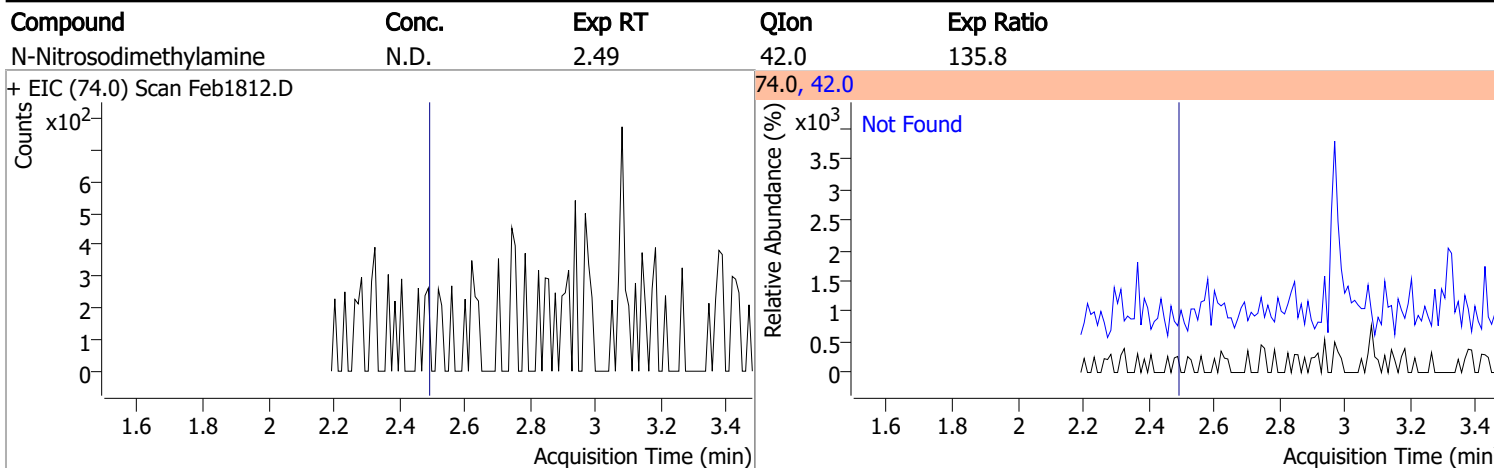 Compound Conc. Exp RT QIon Exp Ratio
N-Nitrosodimethylamine N.D. 2.49 42.0 135.8
+ EIC (74.0) Scan Feb1812.D
Counts
x10²
6
5
4
3
2
1
0
1.6 1.8 2 2.2 2.4 2.6 2.8 3 3.2 3.4
Acquisition Time (min)
74.0, 42.0
Relative Abundance (%)
x10³
Not Found
3.5
3
2.5
2
1.5
1
0.5
0
1.6 1.8 2 2.2 2.4 2.6 2.8 3 3.2 3.4
Acquisition Time (min